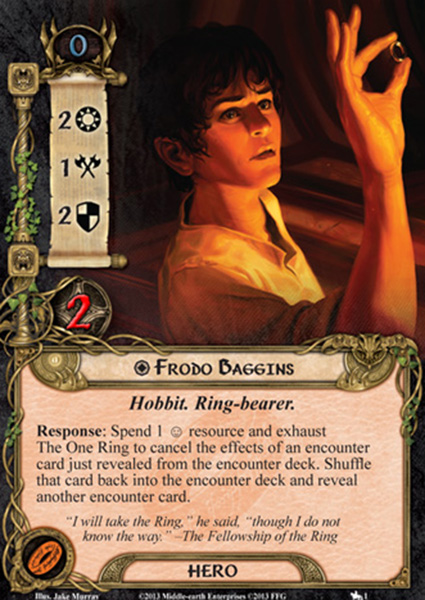 0
2
1
2
2
Frodo Baggins
Hobbit. Ring-bearer.
Response: Spend 1 resource and exhaust
The One Ring to cancel the effects of an encounter
card just revealed from the encounter deck. Shuffle
that card back into the encounter deck and reveal
another encounter card.
“I will take the Ring,” he said, “though I do not
know the way.” –The Fellowship of the Ring
HERO
Illus. Jake Murray ©2013 Middle-earth Enterprises ©2013 FFG 1